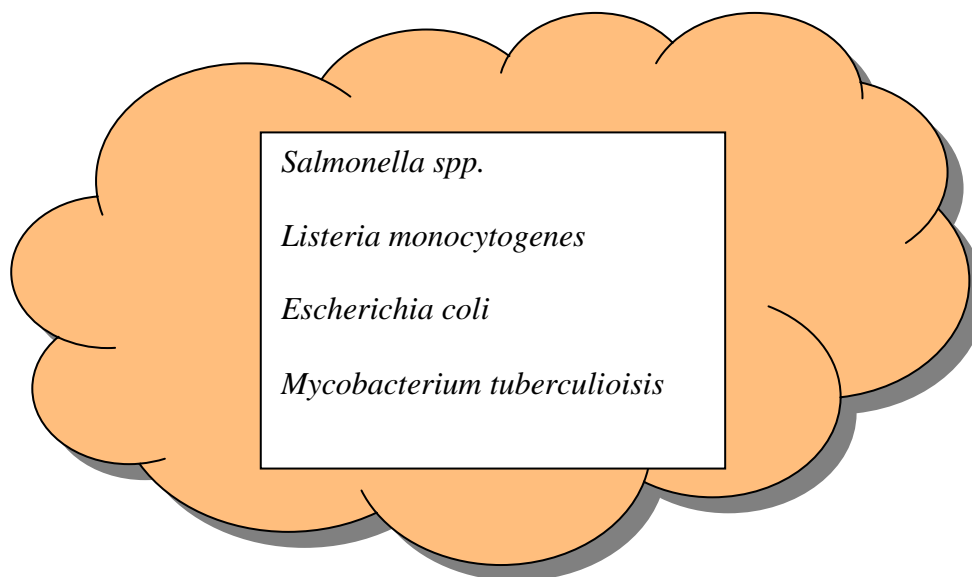 Salmonella spp.
Listeria monocytogenes
Escherichia coli
Mycobacterium tuberculioisis